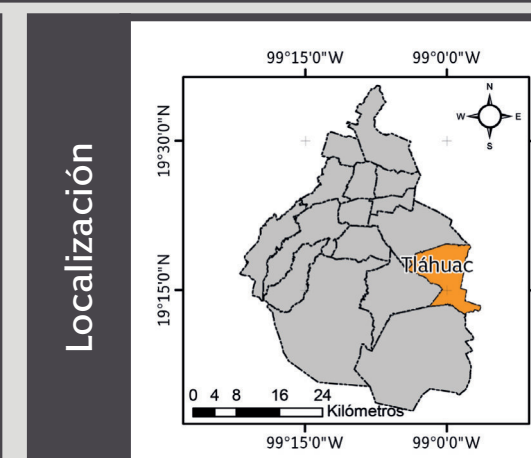 Localización
99°15'0"W 99°0'0"W
N
W E
S
19°30'0"N
Tláhuac
19°15'0"N
0 4 8 16 24
Kilómetros
99°15'0"W 99°0'0"W